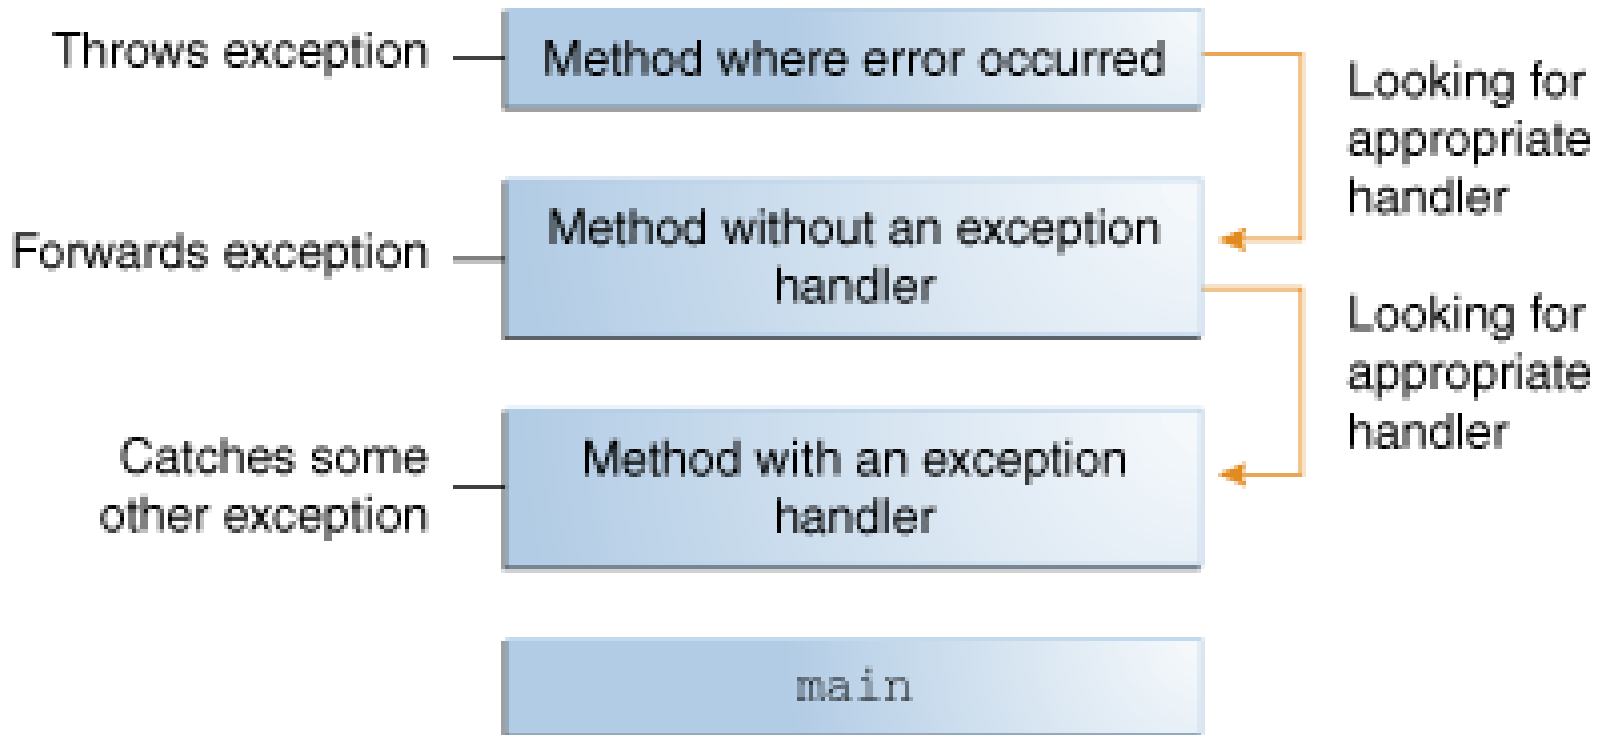 Throws exception
Method where error occurred
Looking for
appropriate
handler
Forwards exception
Method without an exception
handler
Looking for
appropriate
handler
Catches some
other exception
Method with an exception
handler
main